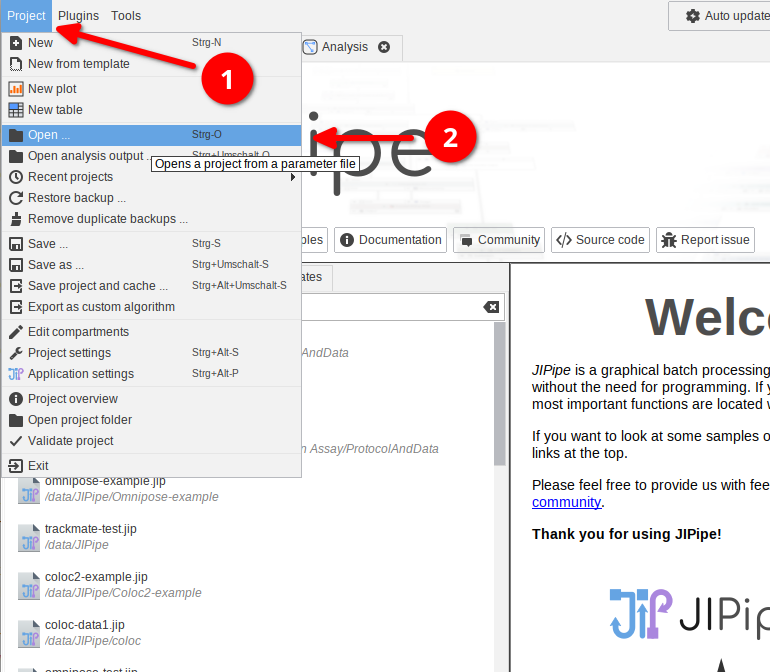 Project Plugins Tools
Auto update
New Strg-N
Analysis
New from template
1
New plot
New table
Open ... Strg-O
2
ipe
Open analysis output ... Strg+Umschalt-O
Opens a project from a parameter file
Recent projects
Restore backup ...
Remove duplicate backups ...
Save ... Strg-S
Documentation Community Source code Report issue
Save as ... Strg+Umschalt-S
Save project and cache ... Strg+Alt+Umschalt-S
ates
Export as custom algorithm
Edit compartments
Project settings Strg+Alt-S
AndData
Application settings Strg+Alt-P
Project overview
Open project folder
Validate project
n Assay/ProtocolAndData
Exit
omnipose-example.jip
/data/JIPipe/Omnipose-example
trackmate-test.jip
/data/JIPipe
coloc2-example.jip
/data/JIPipe/Coloc2-example
coloc-data1.jip
/data/JIPipe/coloc
omnipose-test.jip
Welco
JIPipe is a graphical batch processing
without the need for programming. If y
most important functions are located w
If you want to look at some samples o
links at the top.
Please feel free to provide us with fee
community.
Thank you for using JIPipe!
JIPip